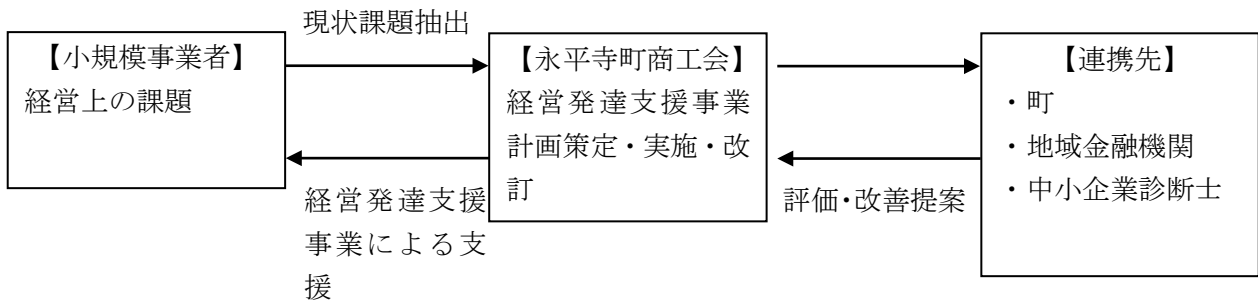 現状課題抽出
【小規模事業者】
経営上の課題
経営発達支援
事業による支
援
【永平寺町商工会】
経営発達支援事業
計画策定・実施・改
訂
評価・改善提案
【連携先】
・町
・地域金融機関
・中小企業診断士